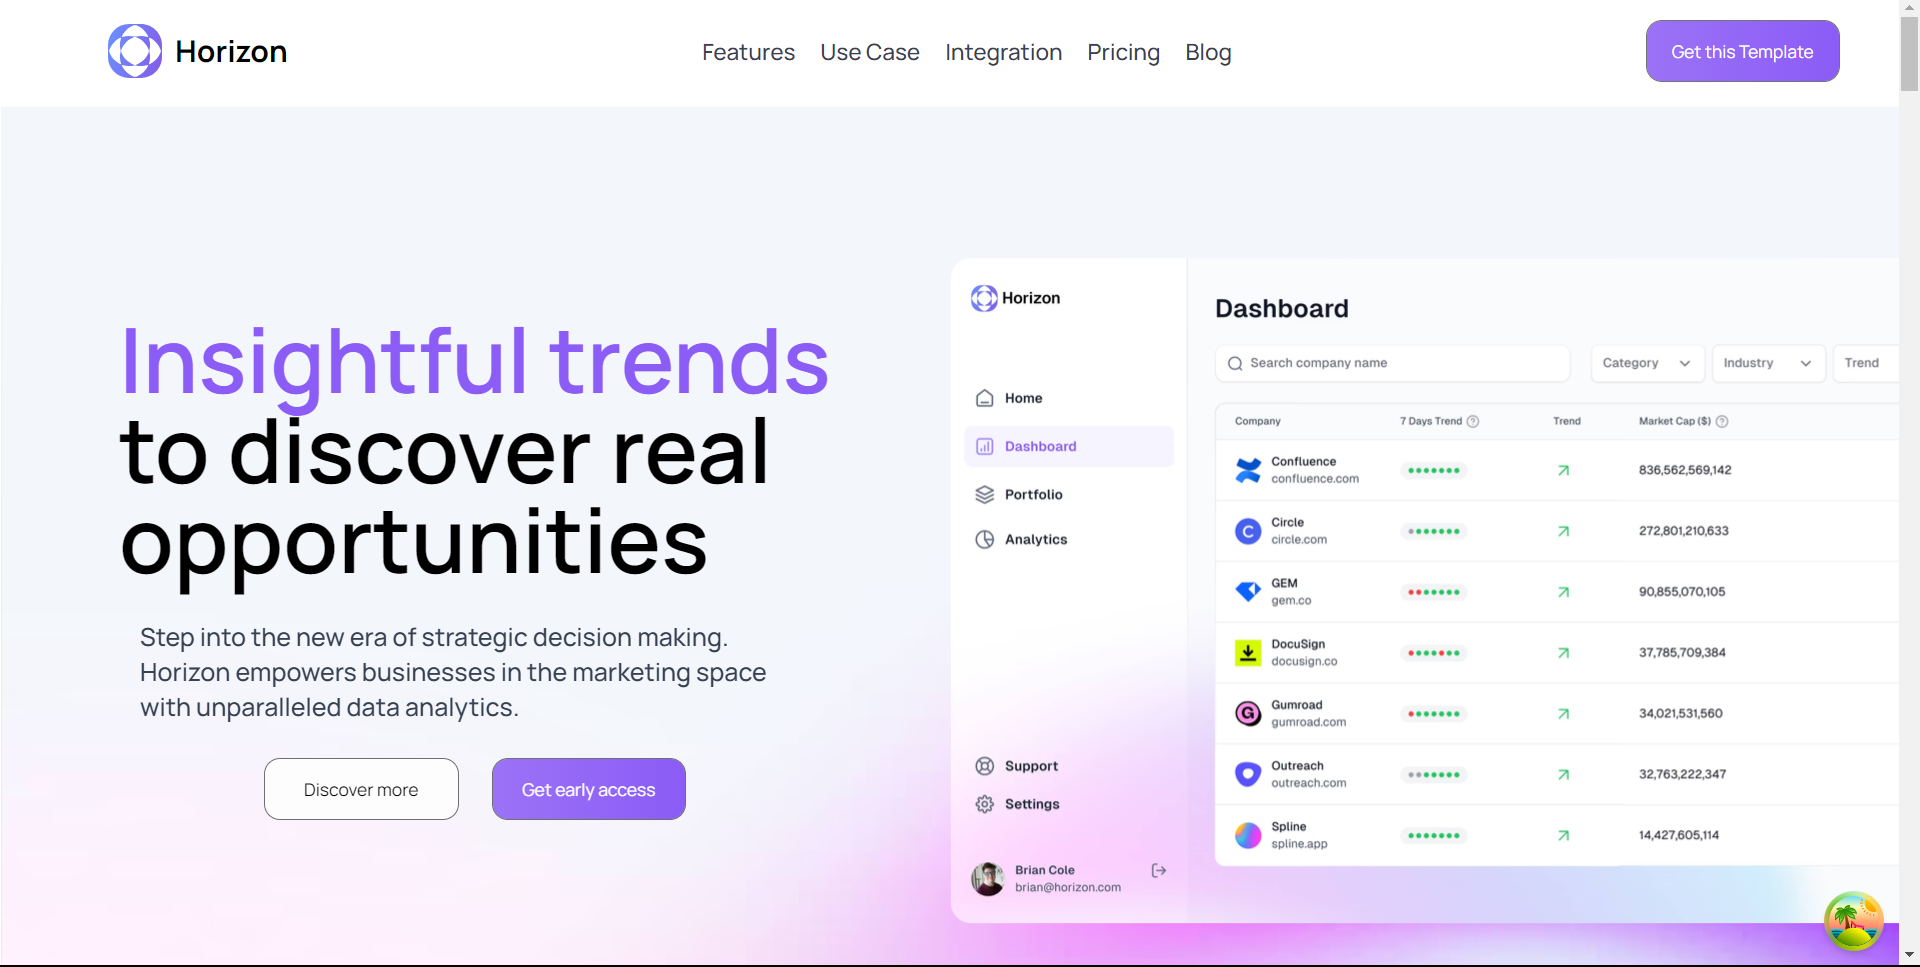 Horizon
Features Use Case Integration Pricing Blog
Get this Template
Insightful trends
to discover real
opportunities
Step into the new era of strategic decision making.
Horizon empowers businesses in the marketing space
with unparalleled data analytics.
Discover more
Get early access
Horizon
Home
Dashboard
Portfolio
Analytics
Support
Settings
Brian Cole
brian@horizon.com
Dashboard
Search company name
Category
Industry
Trend
Company 7 Days Trend ? Trend Market Cap ($) ?
Confluence
confluence.com
836,562,569,142
C
Circle
circle.com
272,801,210,633
GEM
gem.co
90,855,070,105
DocuSign
docusign.co
37,785,709,384
G
Gumroad
gumroad.com
34,021,531,560
Outreach
outreach.com
32,763,222,347
Spline
spline.app
14,427,605,114